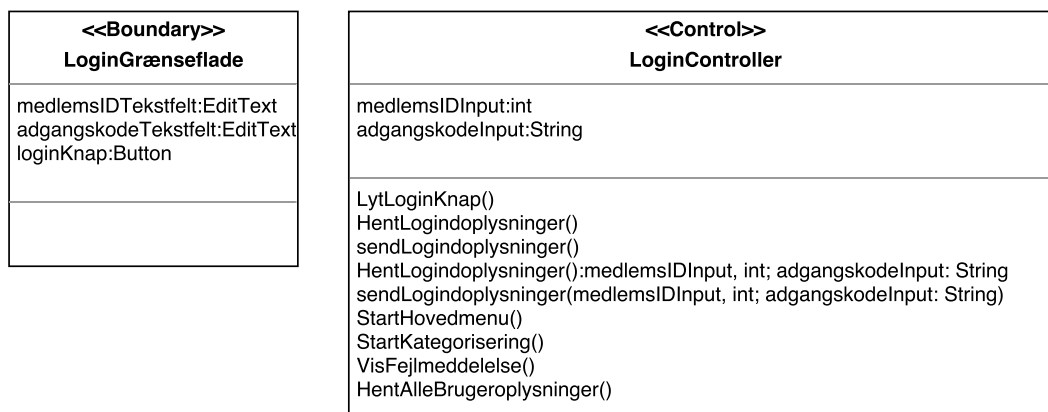 <<Boundary>>
LoginGrænseflade
medlemsIDTekstfelt:EditText
adgangskodeTekstfelt:EditText
loginKnap:Button
<<Control>>
LoginController
medlemsIDInput:int
adgangskodeInput:String
LytLoginKnap()
HentLogindoplysninger()
sendLogindoplysninger()
HentLogindoplysninger():medlemsIDInput, int; adgangskodeInput: String
sendLogindoplysninger(medlemsIDInput, int; adgangskodeInput: String)
StartHovedmenu()
StartKategorisering()
VisFejlmeddelelse()
HentAlleBrugeroplysninger()